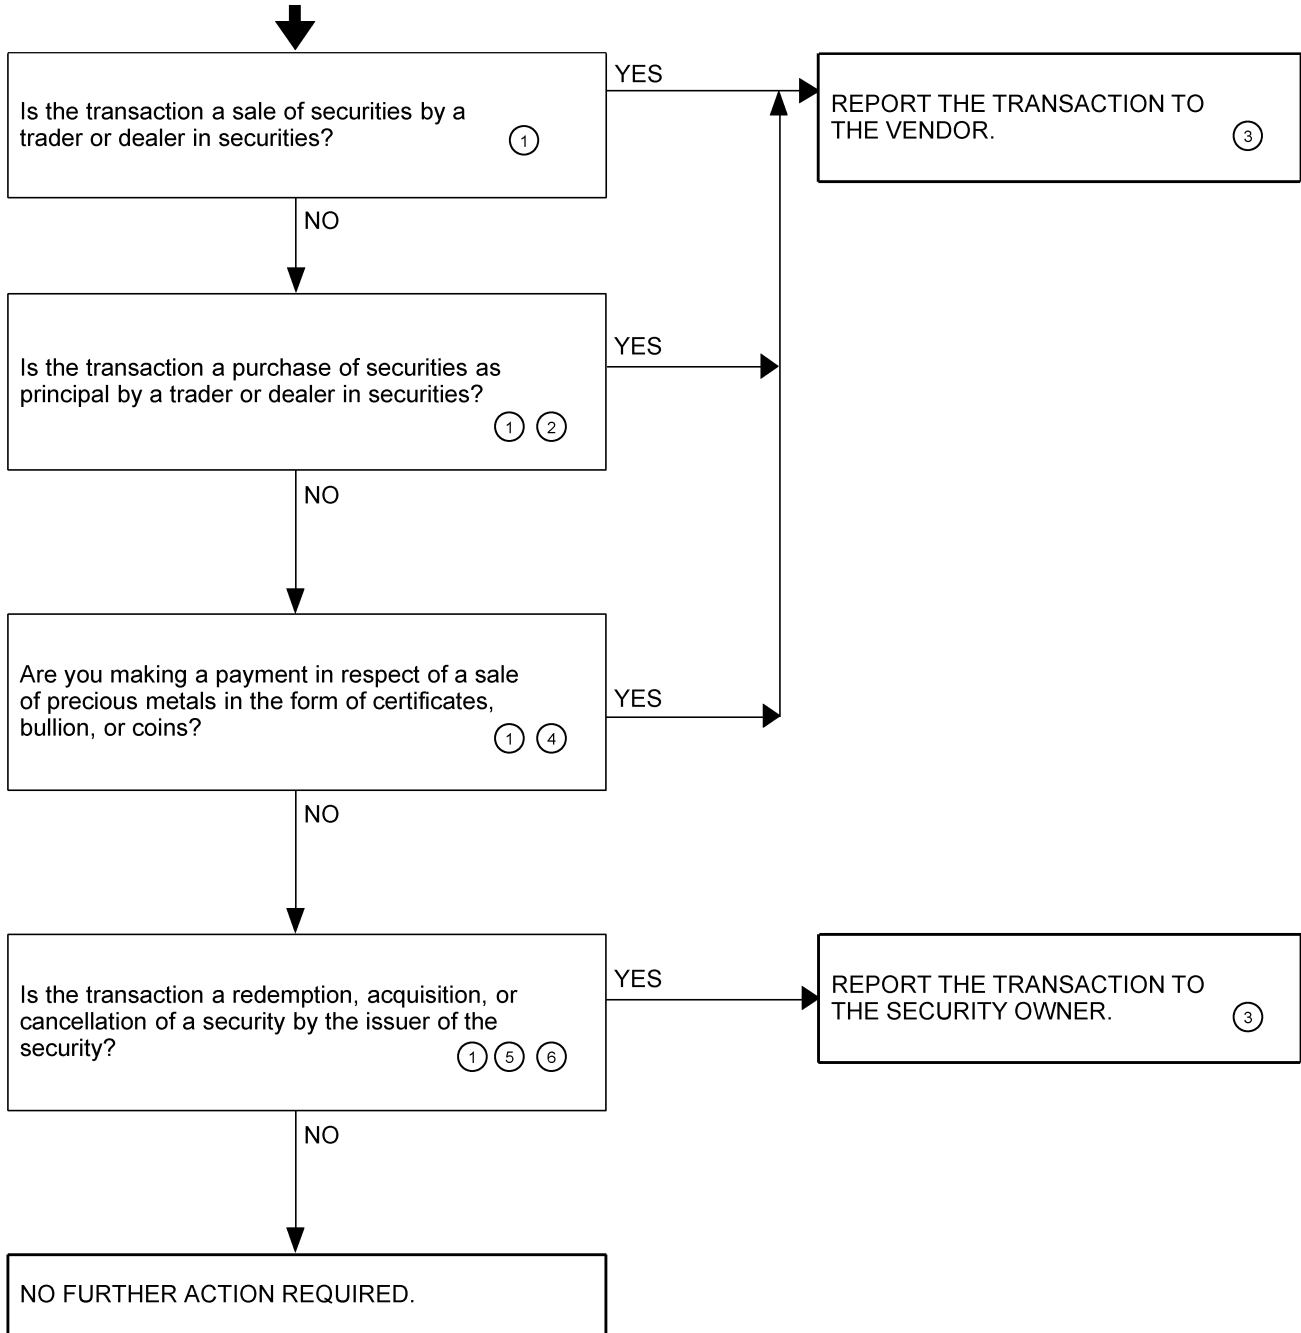 YES
Is the transaction a sale of securities by a
trader or dealer in securities?
1
REPORT THE TRANSACTION TO
THE VENDOR.
3
NO
YES
Is the transaction a purchase of securities as
principal by a trader or dealer in securities?
1 2
NO
Are you making a payment in respect of a sale
of precious metals in the form of certificates,
bullion, or coins?
1 4
YES
NO
Is the transaction a redemption, acquisition, or
cancellation of a security by the issuer of the
security?
1 5 6
YES
REPORT THE TRANSACTION TO
THE SECURITY OWNER.
3
NO
NO FURTHER ACTION REQUIRED.